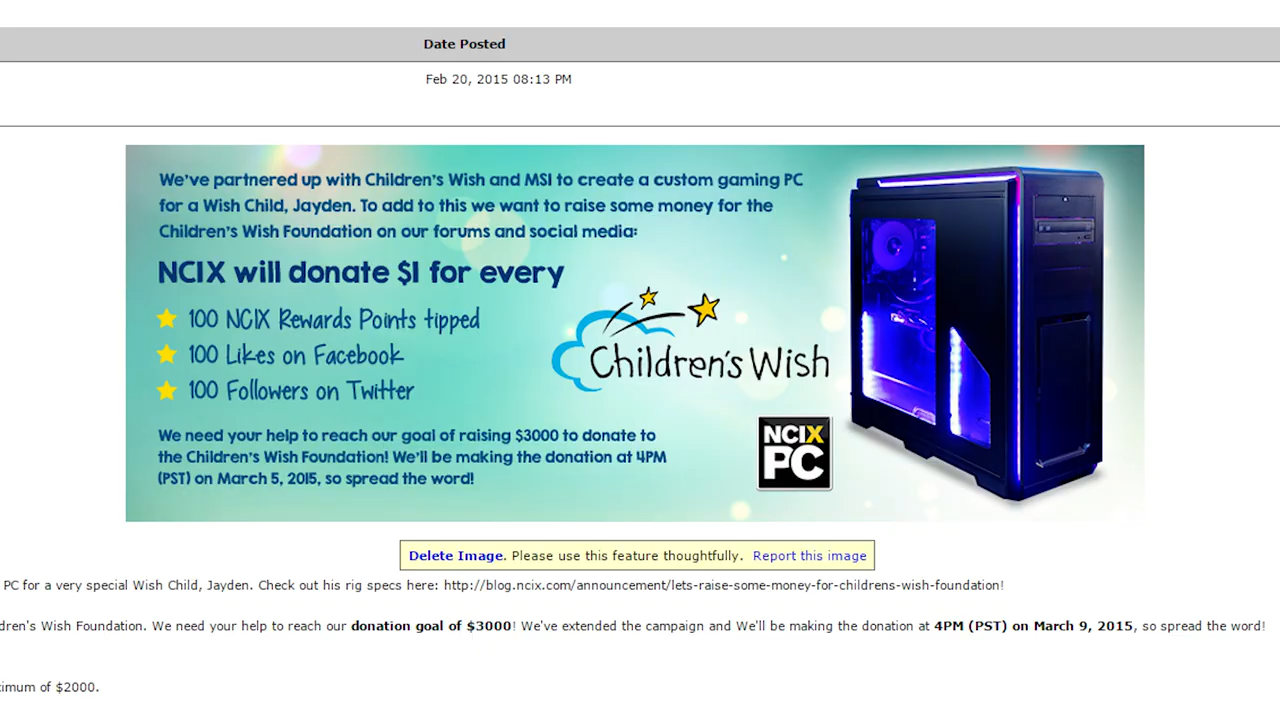 Date Posted
Feb 20, 2015 08:13 PM
We've partnered up with Children's Wish and MSI to create a custom gaming PC
for a Wish Child, Jayden. To add to this we want to raise some money for the
Children's Wish Foundation on our forums and social media:
NCIX will donate $1 for every
100 NCIX Rewards Points tipped
100 Likes on Facebook
100 Followers on Twitter
Children's Wish
We need your help to reach our goal of raising $3000 to donate to
the Children's Wish Foundation! We'll be making the donation at 4PM
(PST) on March 5, 2015, so spread the word!
NCIX
PC
Delete Image. Please use this feature thoughtfully. Report this image
PC for a very special Wish Child, Jayden. Check out his rig specs here: http://blog.ncix.com/announcement/lets-raise-some-money-for-childrens-wish-foundation!
dren's Wish Foundation. We need your help to reach our donation goal of $3000! We've extended the campaign and We'll be making the donation at 4PM (PST) on March 9, 2015, so spread the word!
imum of $2000.